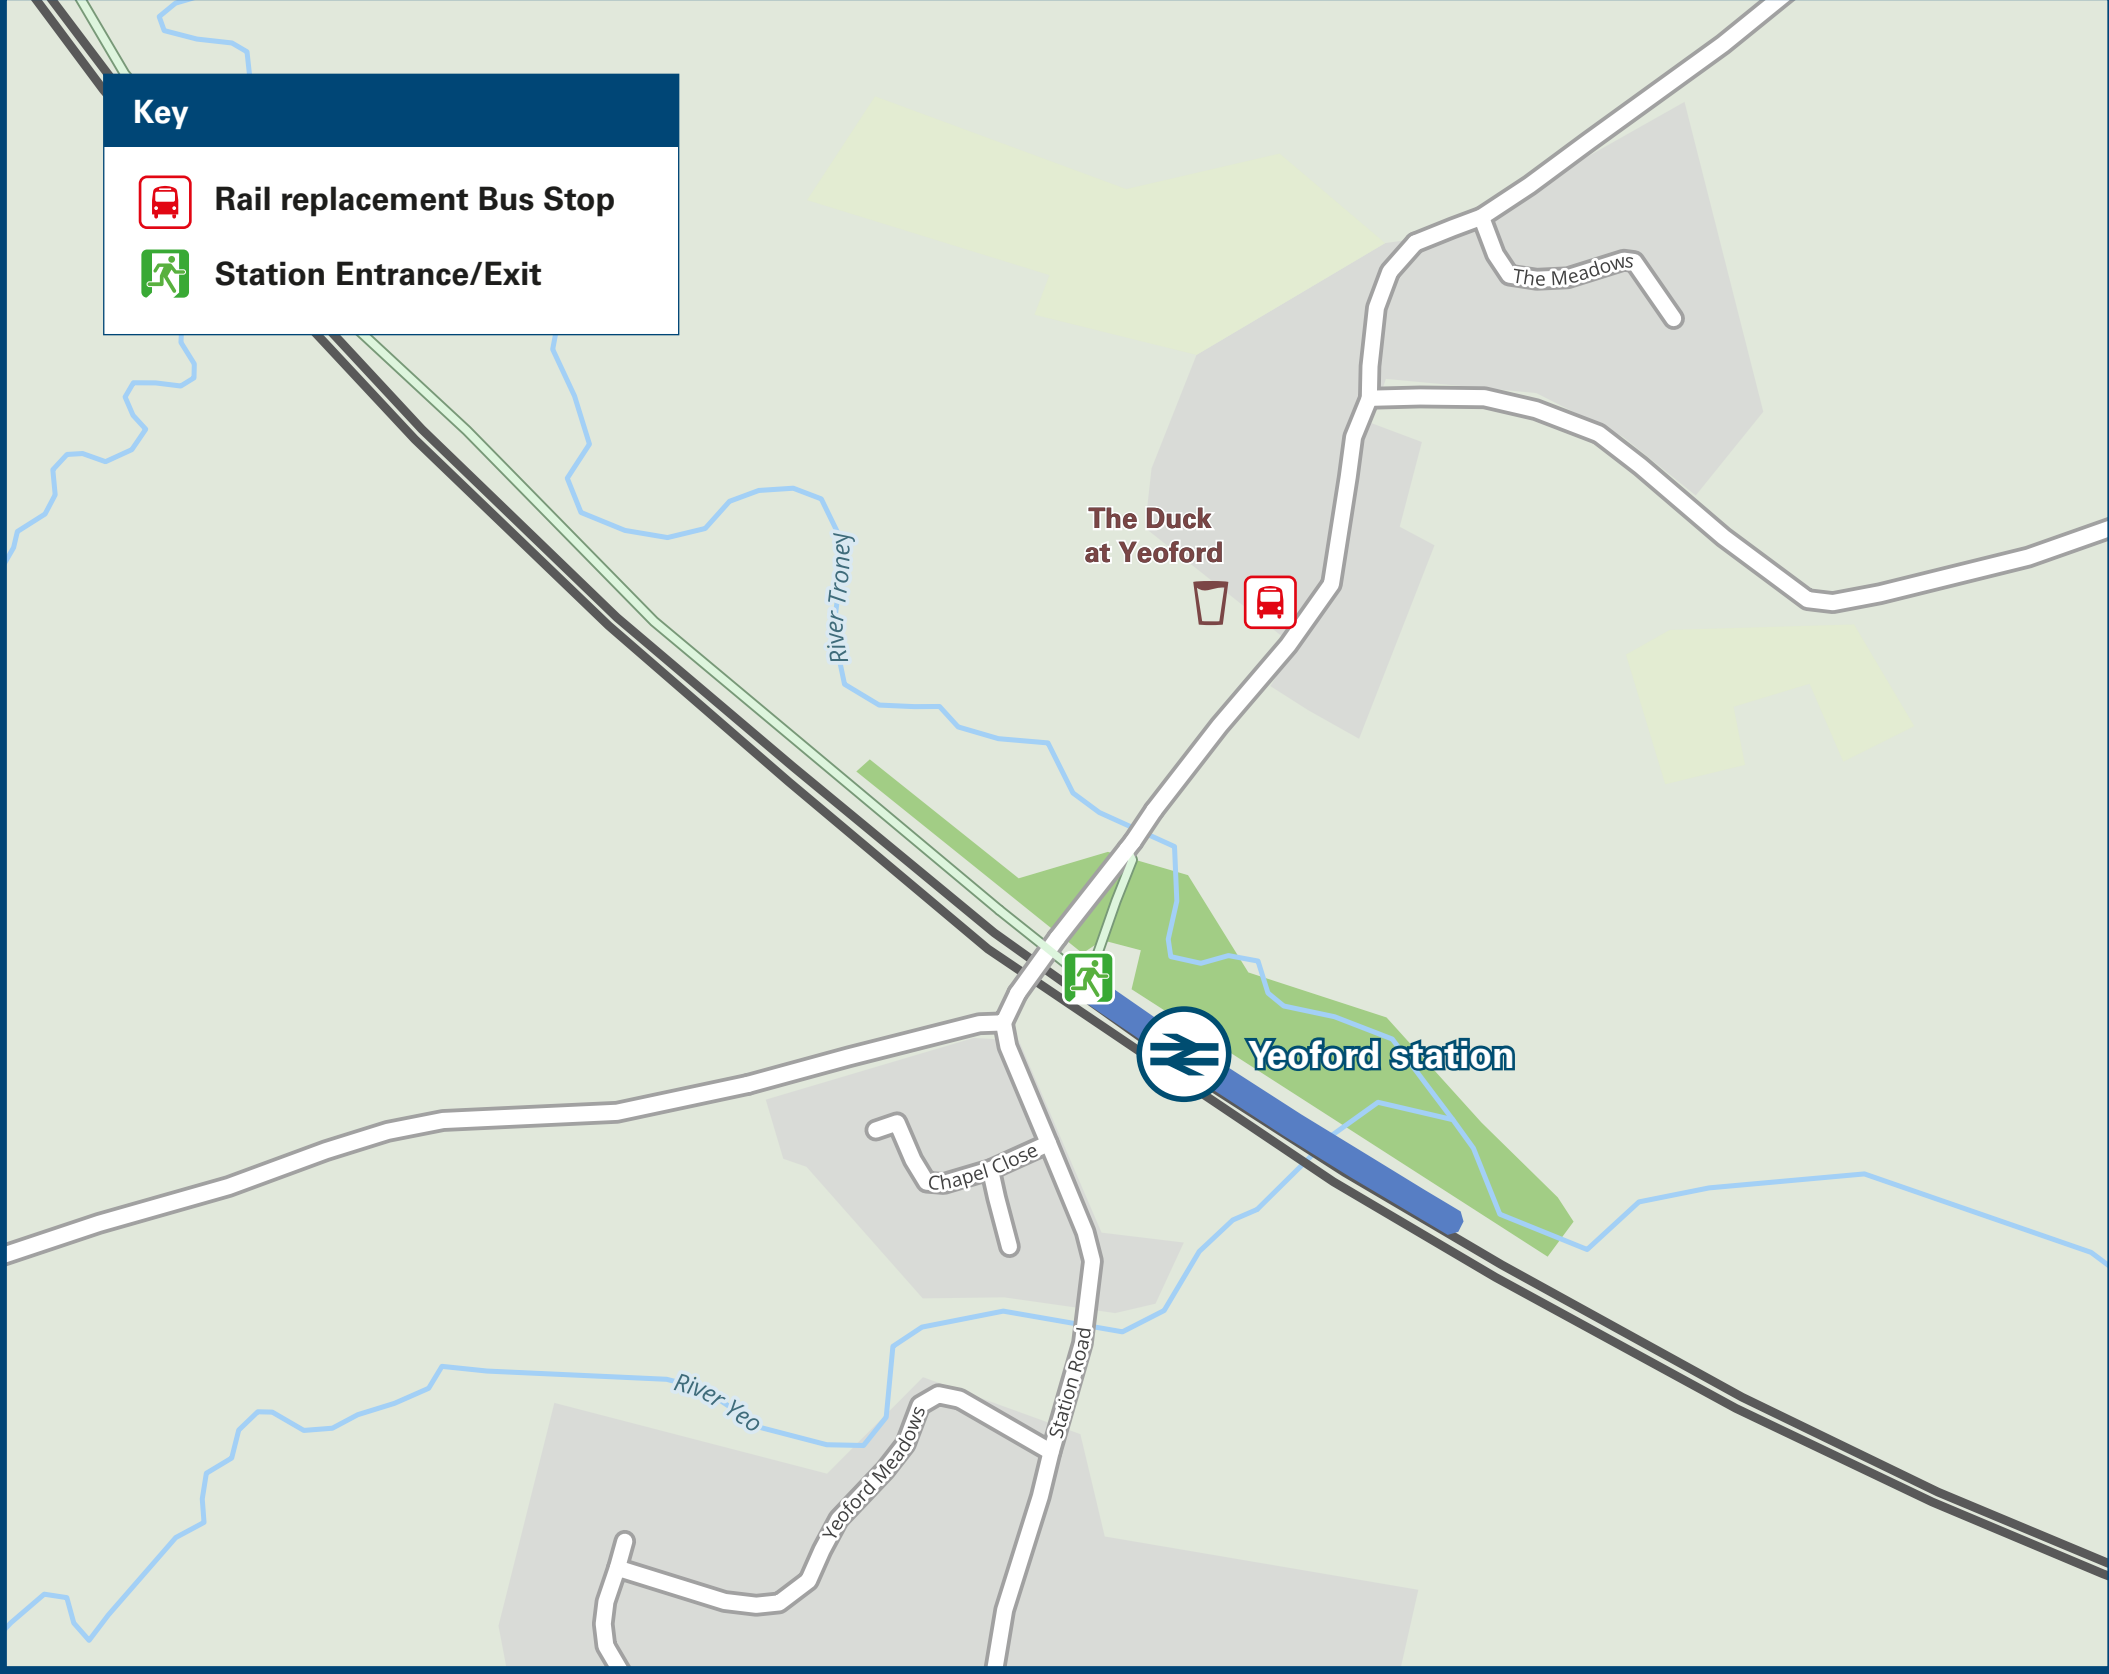 Key
Rail replacement Bus Stop
Station Entrance/Exit
The Meadows
The Duck
at Yeoford
River Troney
Yeoford station
Chapel Close
Station Road
River Yeo
Yeoford Meadows